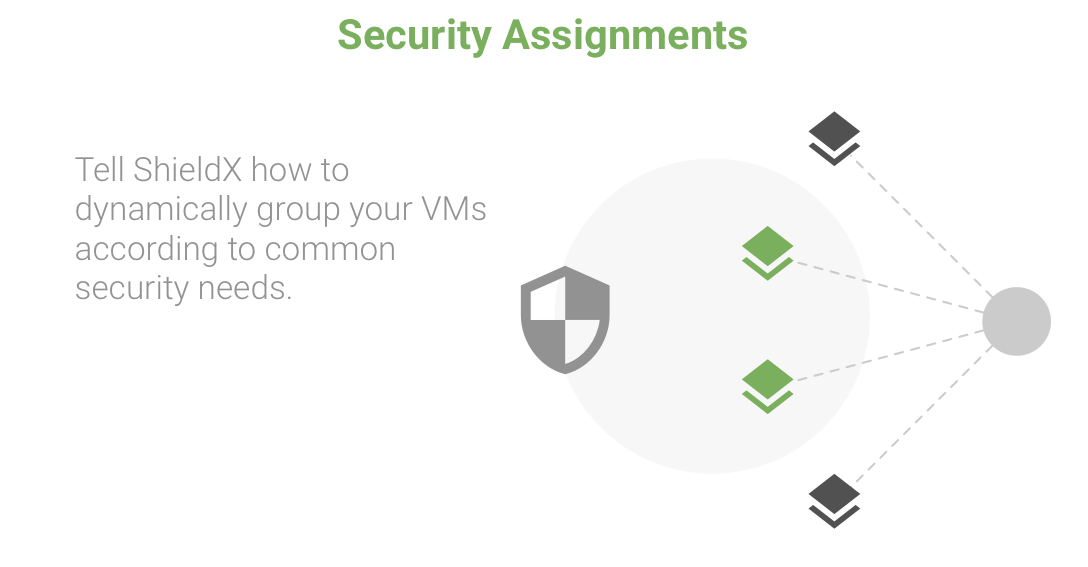 Security Assignments
Tell ShieldX how to
dynamically group your VMs
according to common
security needs.